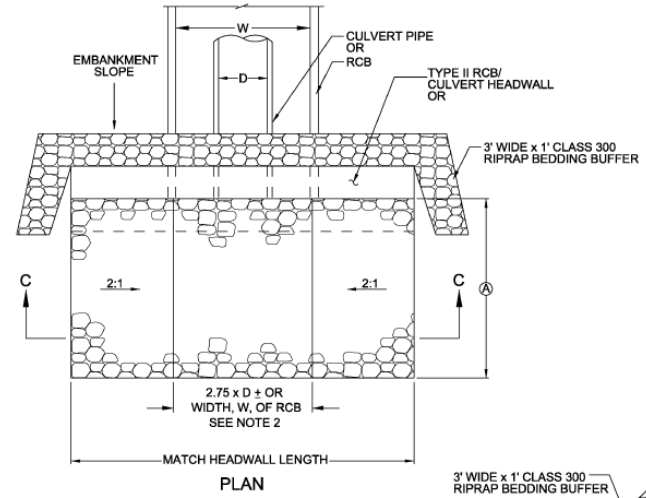 W
CULVERT PIPE
OR
RCB
EMBANKMENT
SLOPE
D
TYPE II RCB/
CULVERT HEADWALL
OR
3' WIDE x 1' CLASS 300
RIPRAP BEDDING BUFFER
C
2:1
2:1
C
A
2.75 x D ± OR
WIDTH, W, OF RCB
SEE NOTE 2
MATCH HEADWALL LENGTH
PLAN
3' WIDE x 1' CLASS 300
RIPRAP BEDDING BUFFER